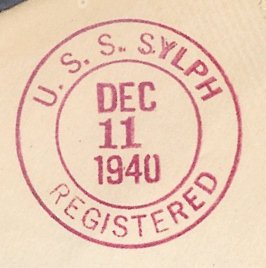 U. S. S. SYLPH
DEC
11
1940
REGISTERED